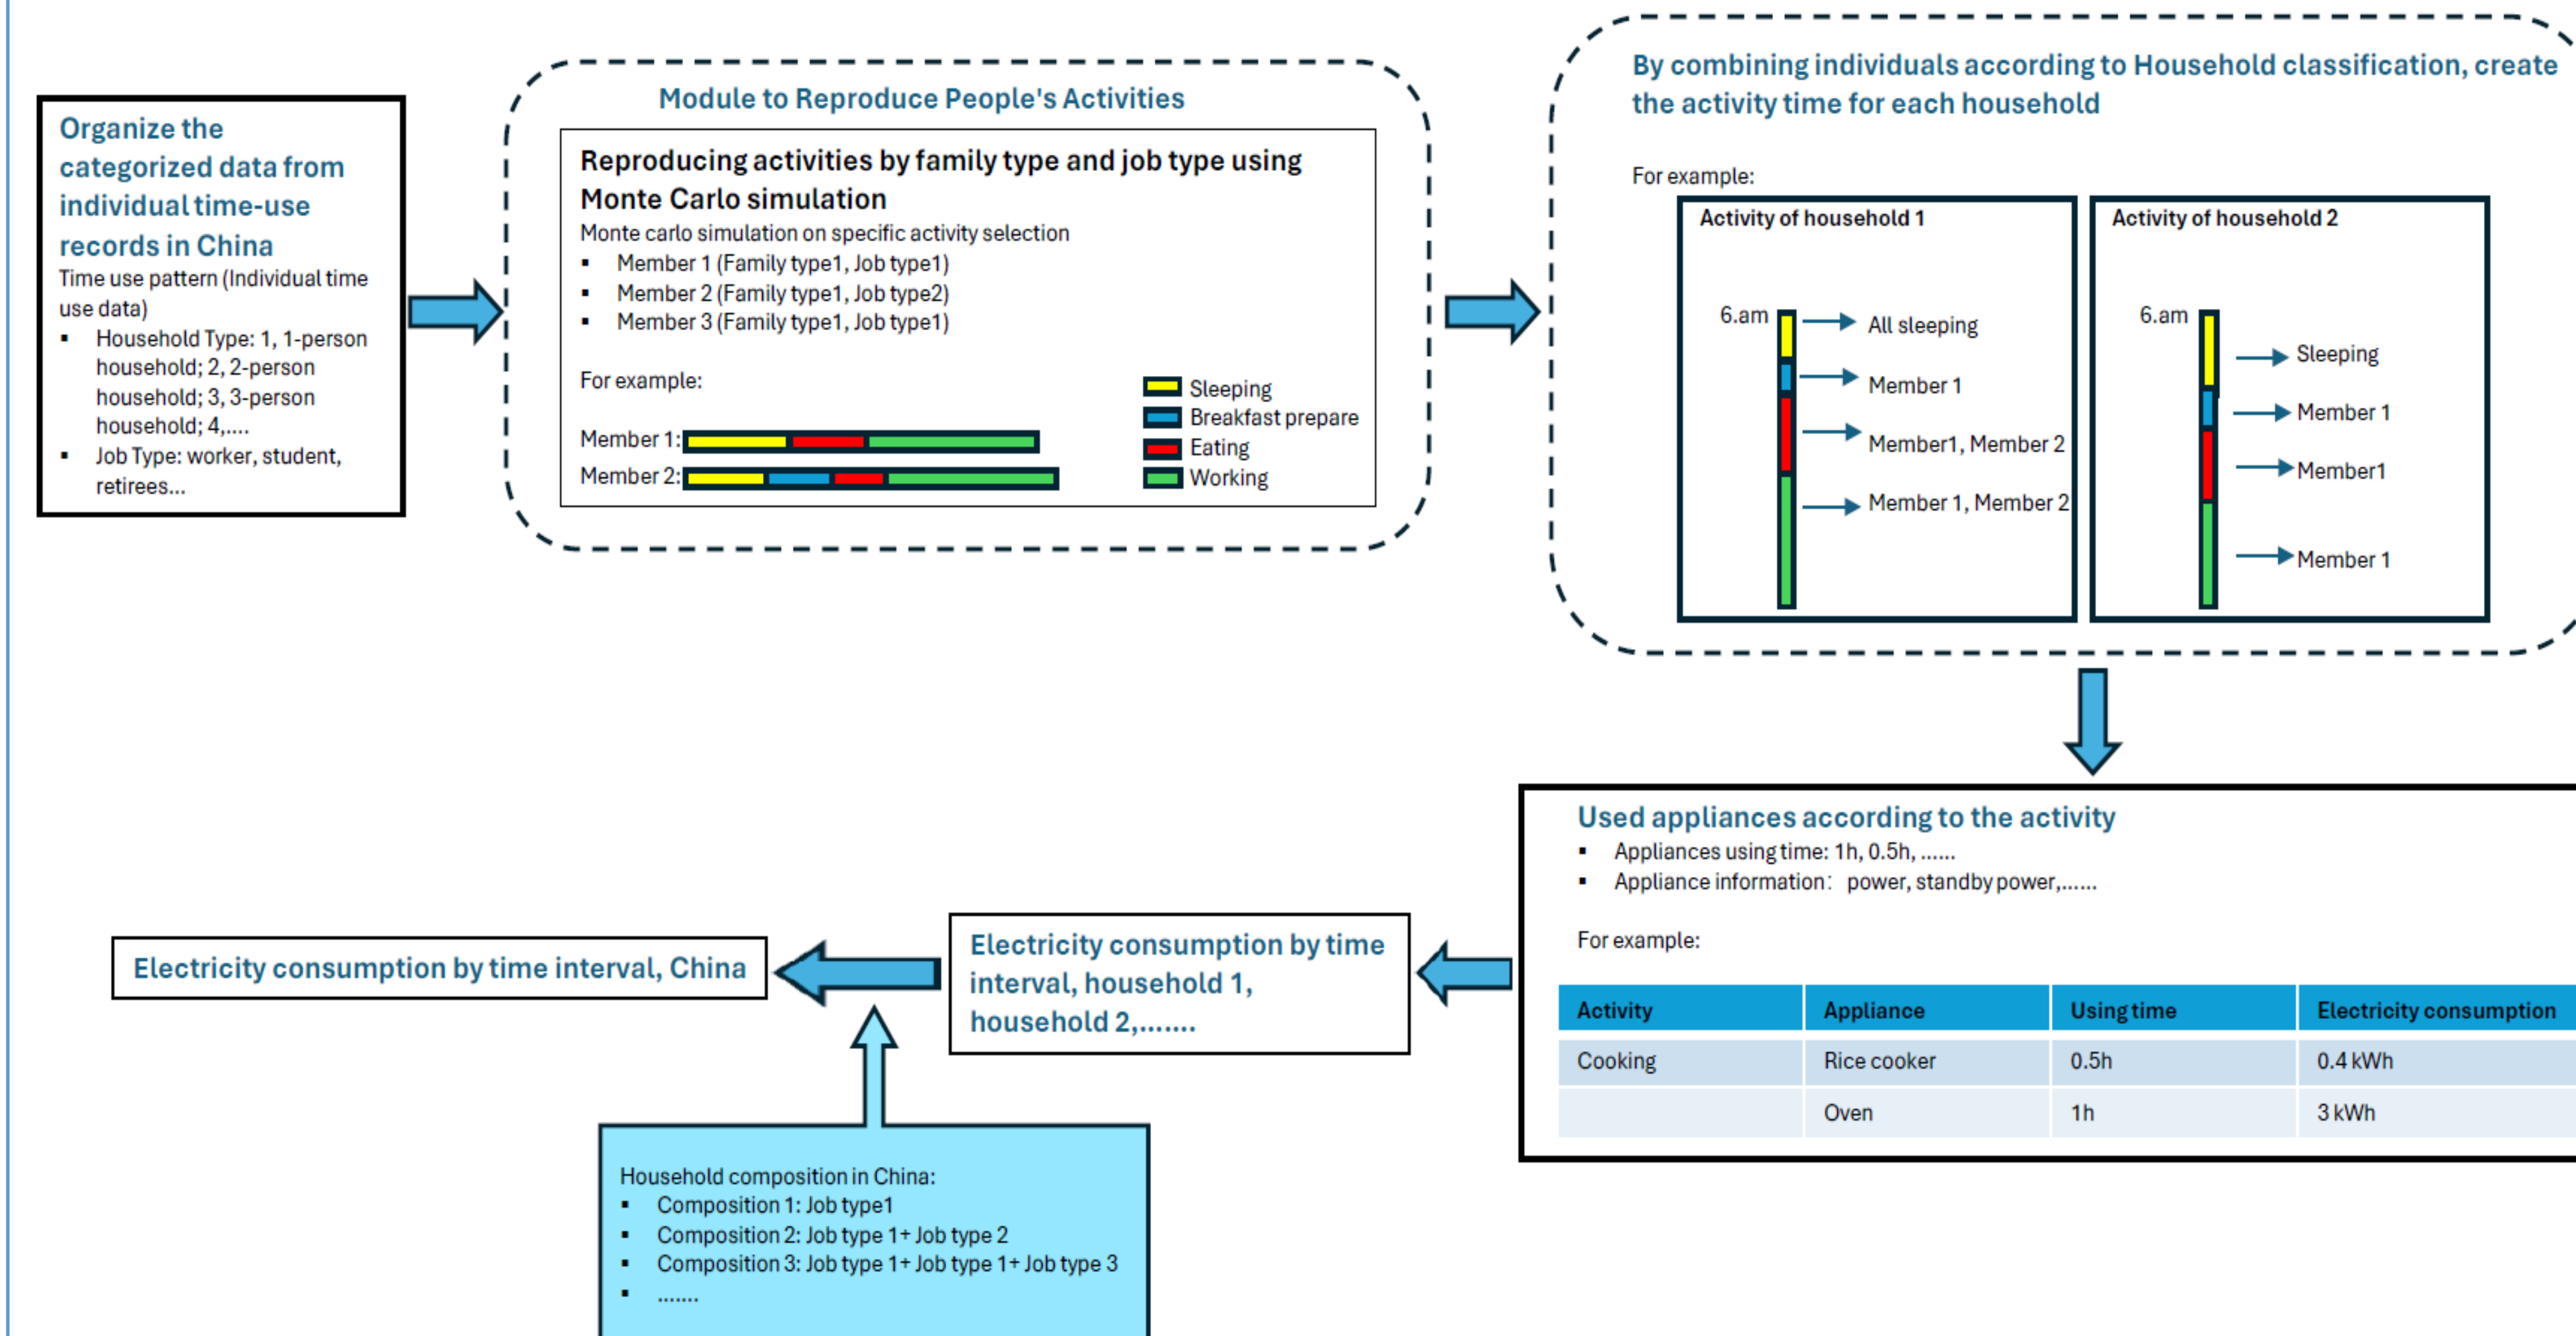 Organize the
categorized data from
individual time-use
records in China
Time use pattern (Individual time
use data)
▪ Household Type: 1, 1-person
household; 2, 2-person
household; 3, 3-person
household; 4,....
▪ Job Type: worker, student,
retirees...
Module to Reproduce People's Activities
Reproducing activities by family type and job type using
Monte Carlo simulation
Monte carlo simulation on specific activity selection
▪ Member 1 (Family type1, Job type1)
▪ Member 2 (Family type1, Job type2)
▪ Member 3 (Family type1, Job type1)
For example:
Member 1:
Member 2:
Sleeping
Breakfast prepare
Eating
Working
By combining individuals according to Household classification, create
the activity time for each household
For example:
Activity of household 1
6.am
All sleeping
Member 1
Member1, Member 2
Member 1, Member 2
Activity of household 2
6.am
Sleeping
Member 1
Member1
Member 1
Used appliances according to the activity
▪ Appliances using time: 1h, 0.5h, ......
▪ Appliance information： power, standby power,......
For example:
Activity Appliance Using time Electricity consumption
Cooking Rice cooker 0.5h 0.4 kWh
Oven 1h 3 kWh
Electricity consumption by time
interval, household 1,
household 2,.......
Electricity consumption by time interval, China
Household composition in China:
▪ Composition 1: Job type1
▪ Composition 2: Job type 1+ Job type 2
▪ Composition 3: Job type 1+ Job type 1+ Job type 3
▪ .......